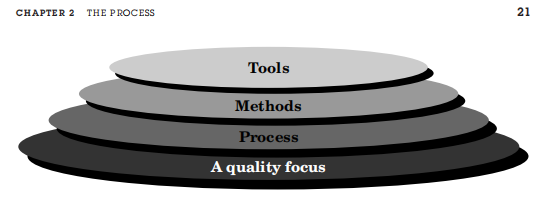 CHAPTER 2 THE PROCESS 21
Tools
Methods
Process
A quality focus